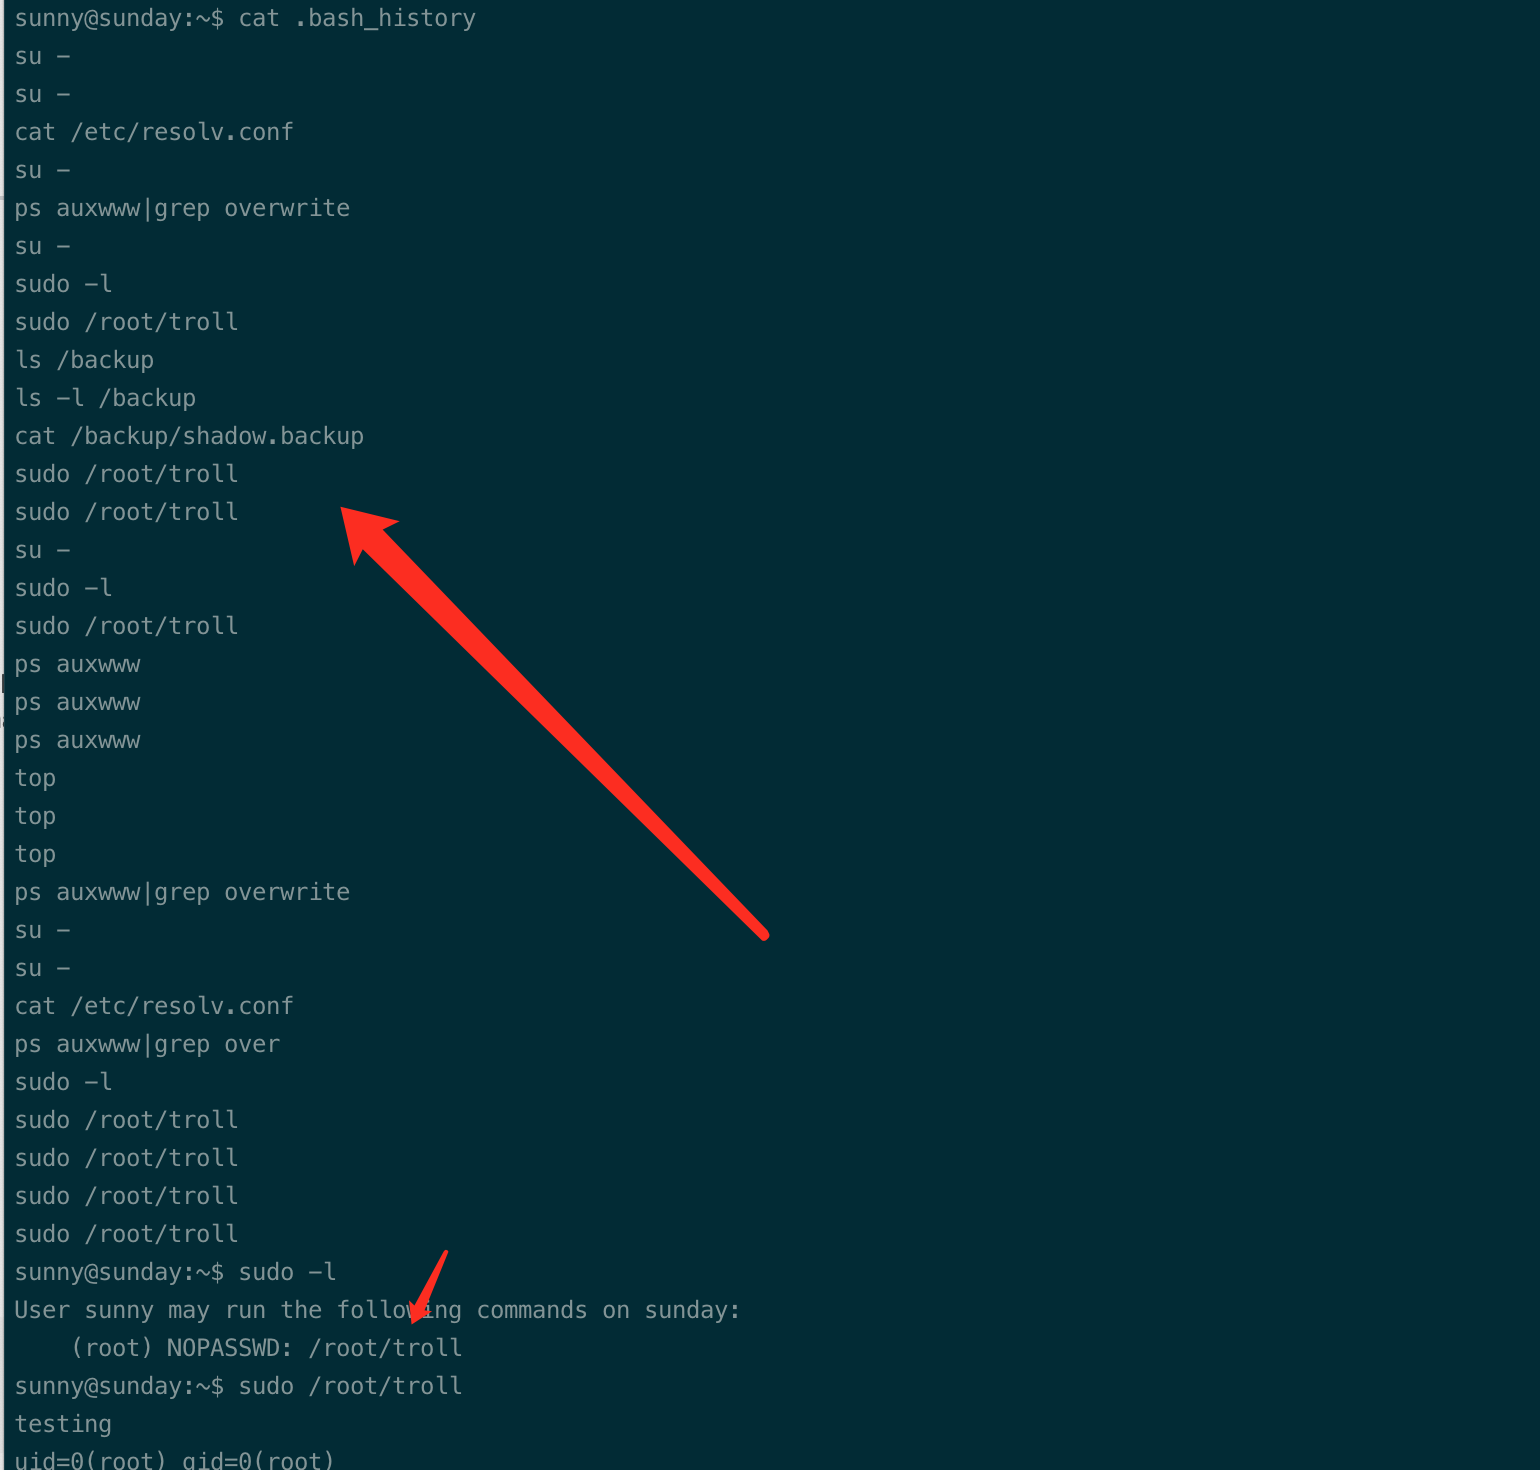 sunny@sunday:~$ cat .bash_history
su -
su -
cat /etc/resolv.conf
su -
ps auxwww|grep overwrite
su -
sudo -l
sudo /root/troll
ls /backup
ls -l /backup
cat /backup/shadow.backup
sudo /root/troll
sudo /root/troll
su -
sudo -l
sudo /root/troll
ps auxwww
ps auxwww
ps auxwww
top
top
top
ps auxwww|grep overwrite
su -
su -
cat /etc/resolv.conf
ps auxwww|grep over
sudo -l
sudo /root/troll
sudo /root/troll
sudo /root/troll
sudo /root/troll
sunny@sunday:~$ sudo -l
User sunny may run the following commands on sunday:
    (root) NOPASSWD: /root/troll
sunny@sunday:~$ sudo /root/troll
testing
uid=0(root) gid=0(root)